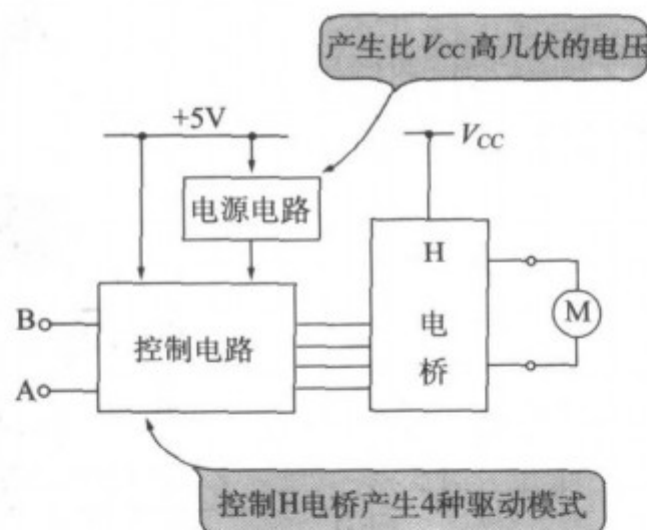 产生比VCC高几伏的电压
+5V
VCC
电源电路
H
电
桥
B
控制电路
M
A
控制H电桥产生4种驱动模式